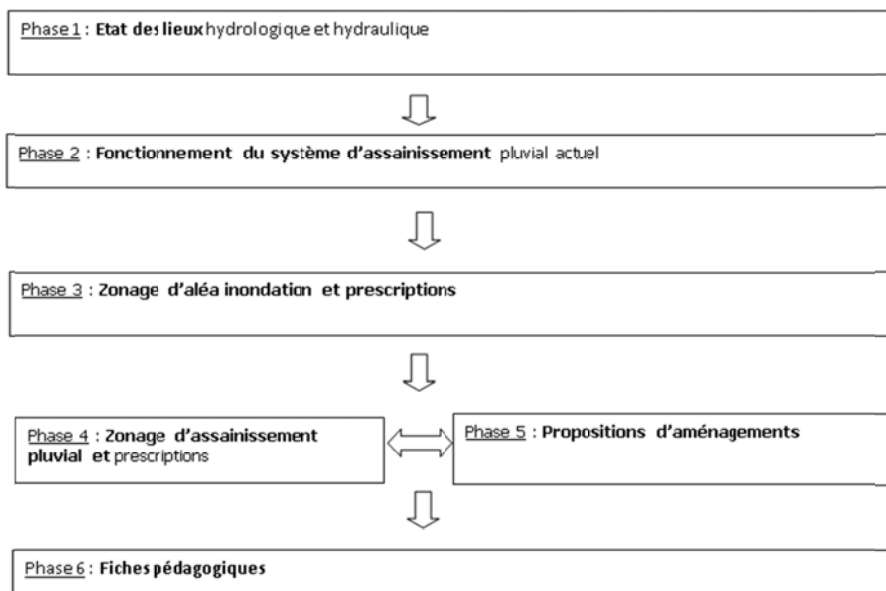 Phase 1 : Etat des lieux hydrologique et hydraulique
Phase 2 : Fonctionnement du système d'assainissement pluvial actuel
Phase 3 : Zonage d'aléa inondation et prescriptions
Phase 4 : Zonage d'assainissement
pluvial et prescriptions
Phase 5 : Propositions d'aménagements
Phase 6 : Fiches pédagogiques